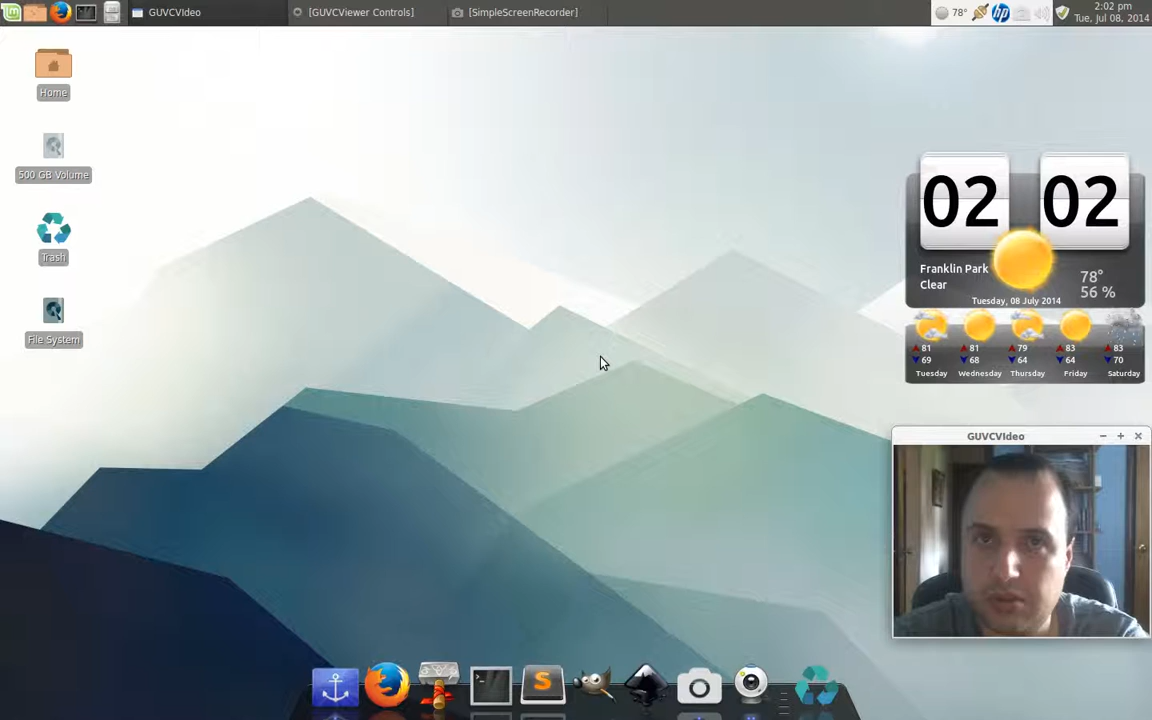 GUVCVIdeo
[GUVCViewer Controls]
[SimpleScreenRecorder]
78°
2:02 pm
Tue, Jul 08, 2014
Home
500 GB Volume
Trash
File System
02 02
Franklin Park
Clear
78°
56 %
Tuesday, 08 July 2014
81 81 79 83 83
69 68 64 64 70
Tuesday Wednesday Thursday Friday Saturday
GUVCVIdeo